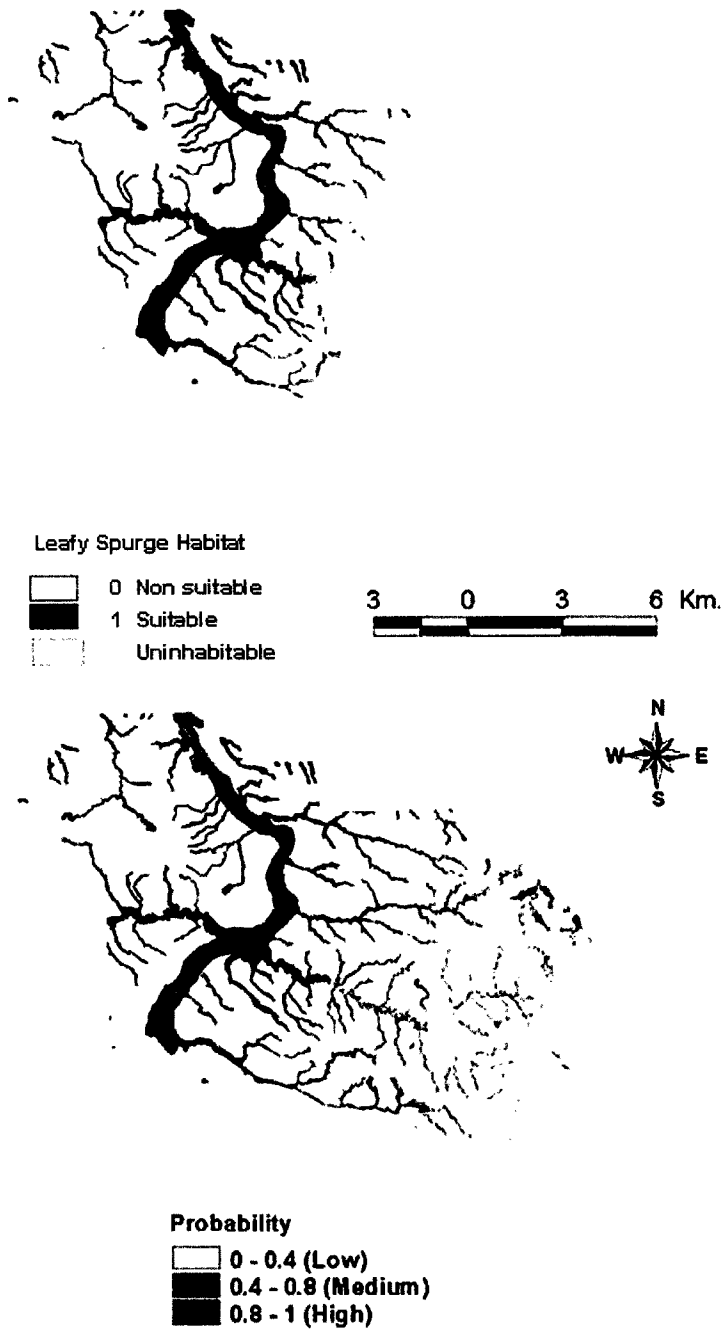 Leafy Spurge Habitat
0 Non suitable
1 Suitable
Uninhabitable
3 0 3 6 Km.
N
W E
S
Probability
0 - 0.4 (Low)
0.4 - 0.8 (Medium)
0.8 - 1 (High)